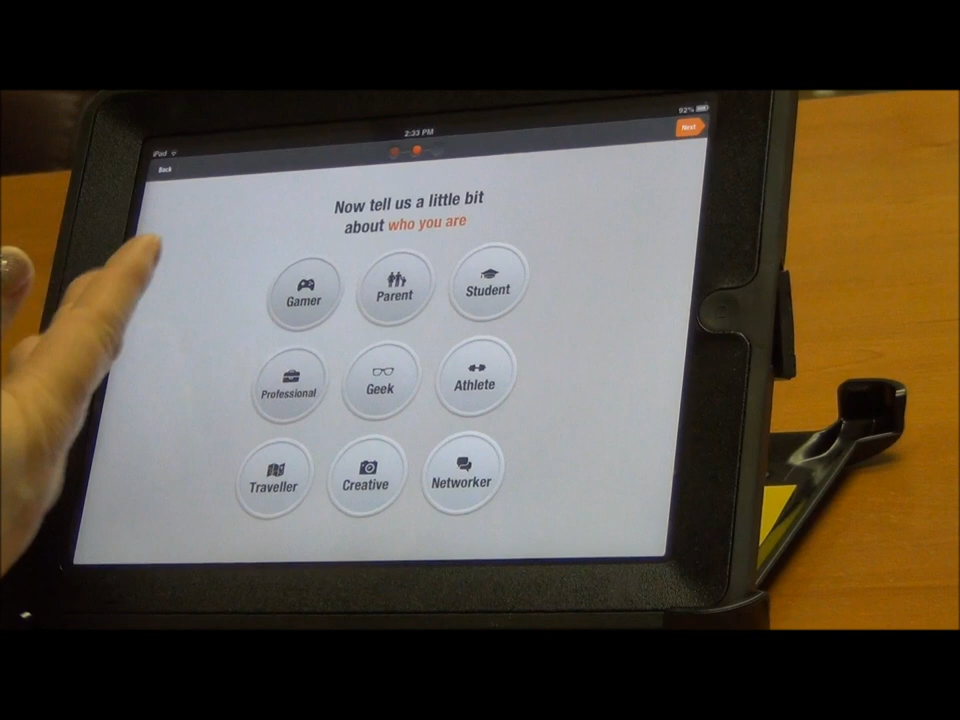 iPad
2:33 PM
92%
Back
Next
Now tell us a little bit
about who you are
Gamer
Parent
Student
Professional
Geek
Athlete
Traveller
Creative
Networker